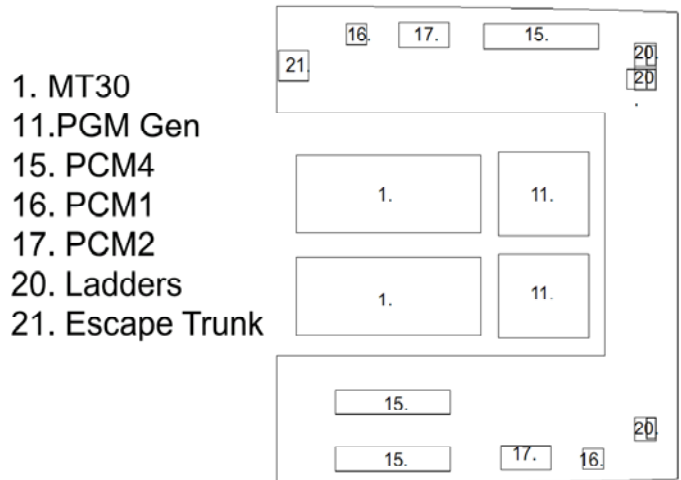 1. MT30
11.PGM Gen
15. PCM4
16. PCM1
17. PCM2
20. Ladders
21. Escape Trunk
16. 17. 15.
20.
21.
20
.
1. 11.
1. 11.
15.
20.
15. 17. 16.